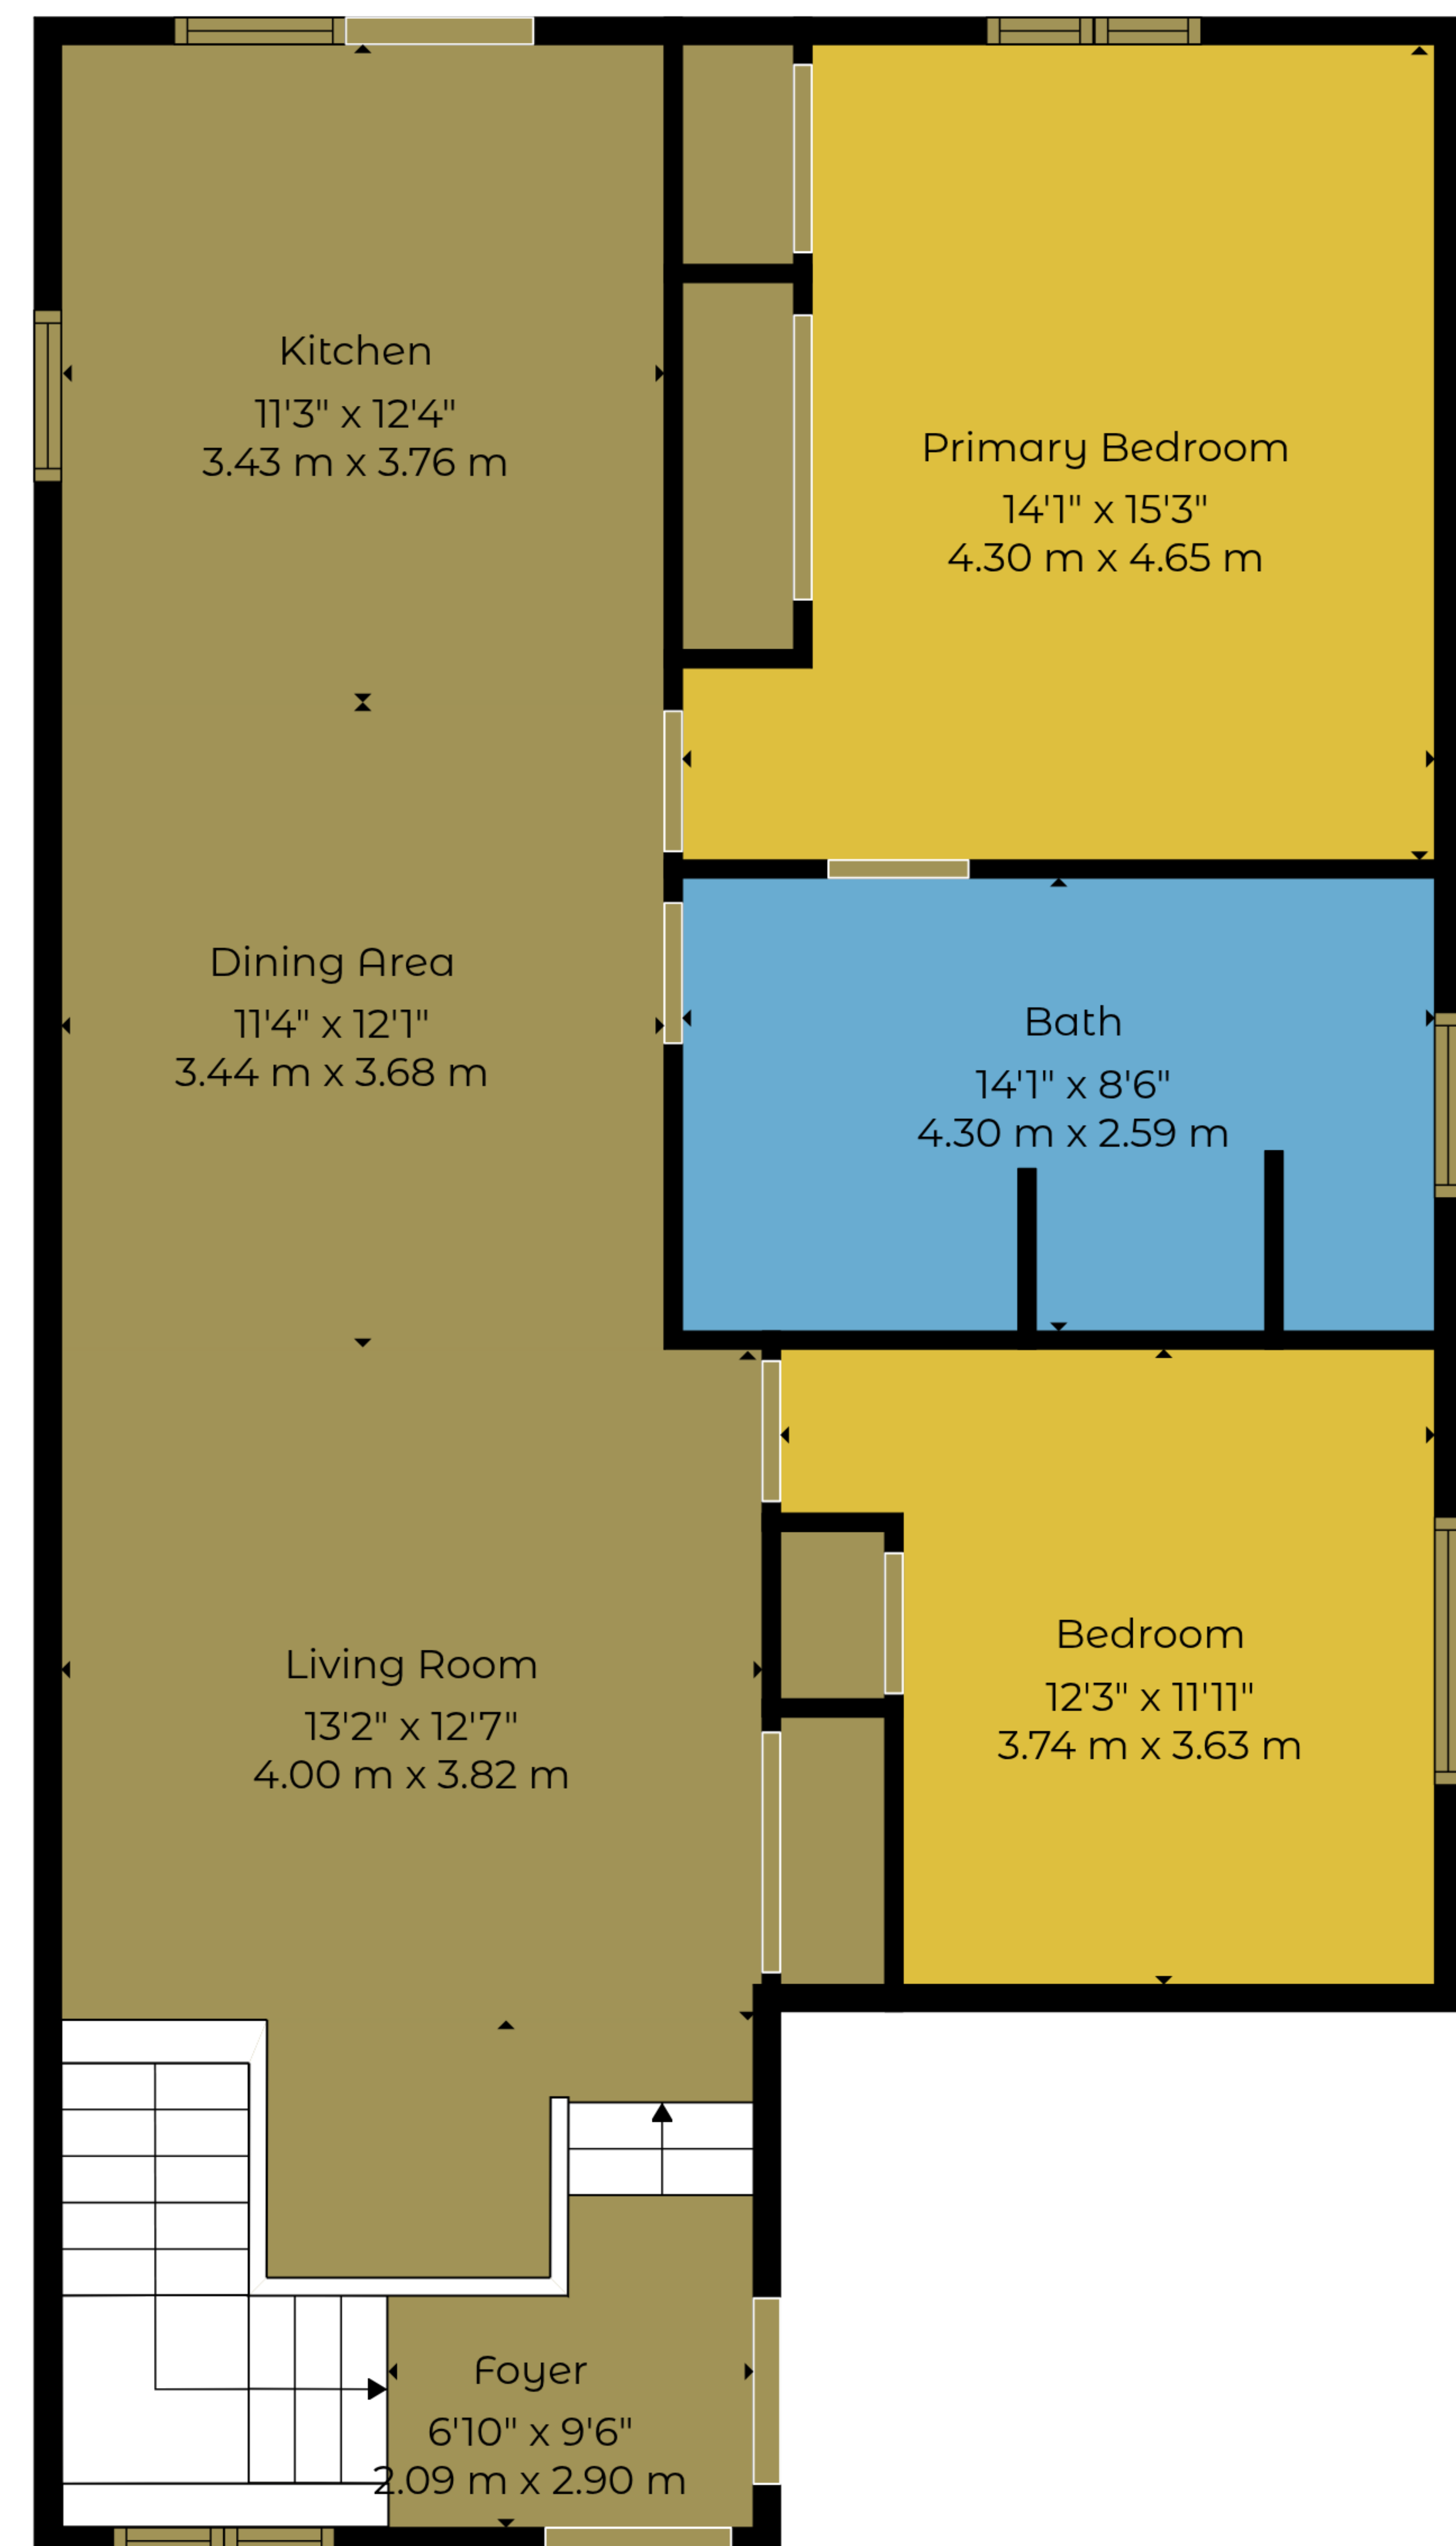 Kitchen
11'3" x 12'4"
3.43 m x 3.76 m
Primary Bedroom
14'1" x 15'3"
4.30 m x 4.65 m
Dining Area
11'4" x 12'1"
3.44 m x 3.68 m
Bath
14'1" x 8'6"
4.30 m x 2.59 m
Living Room
13'2" x 12'7"
4.00 m x 3.82 m
Bedroom
12'3" x 11'11"
3.74 m x 3.63 m
Foyer
6'10" x 9'6"
2.09 m x 2.90 m